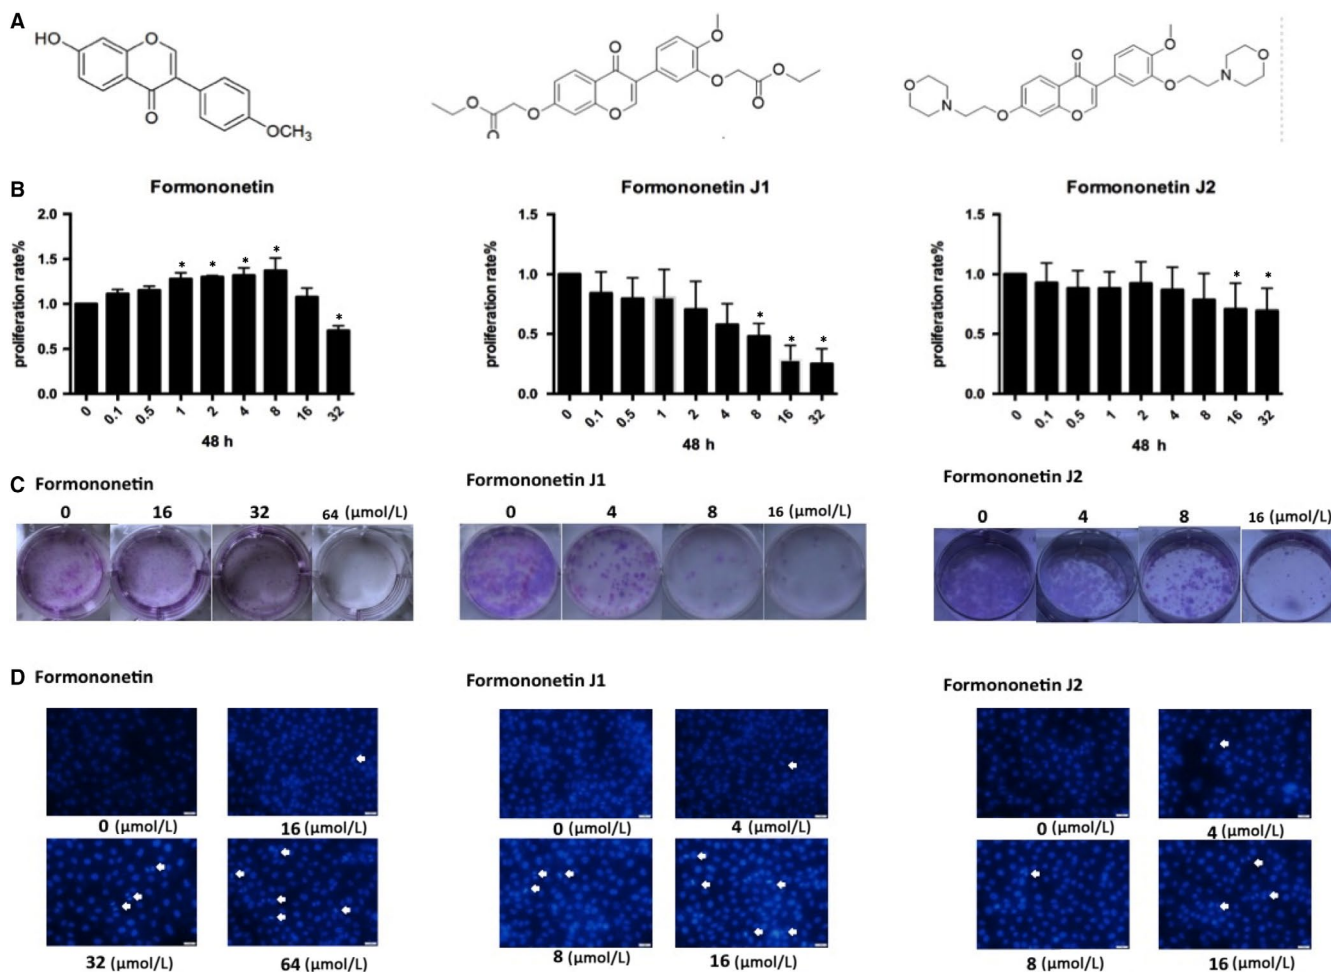 A
HO
O
O
OCH3
O
O
O
O
O
O
O
O
O
N
O
O
O
O
O
N
O
B
Formononetin
Formononetin J1
Formononetin J2
proliferation rate%
2.0
1.5
1.0
0.5
0.0
* * * * *
0 0.1 0.5 1 2 4 8 16 32
48 h
proliferation rate%
1.5
1.0
0.5
0.0
* * *
0 0.1 0.5 1 2 4 8 16 32
48 h
proliferation rate%
1.5
1.0
0.5
0.0
* *
0 0.1 0.5 1 2 4 8 16 32
48 h
C
Formononetin
0 16 32 64 (μmol/L)
Formononetin J1
0 4 8 16 (μmol/L)
Formononetin J2
0 4 8 16 (μmol/L)
D
Formononetin
0 (μmol/L)
16 (μmol/L)
32 (μmol/L)
64 (μmol/L)
Formononetin J1
0 (μmol/L)
4 (μmol/L)
8 (μmol/L)
16 (μmol/L)
Formononetin J2
0 (μmol/L)
4 (μmol/L)
8 (μmol/L)
16 (μmol/L)